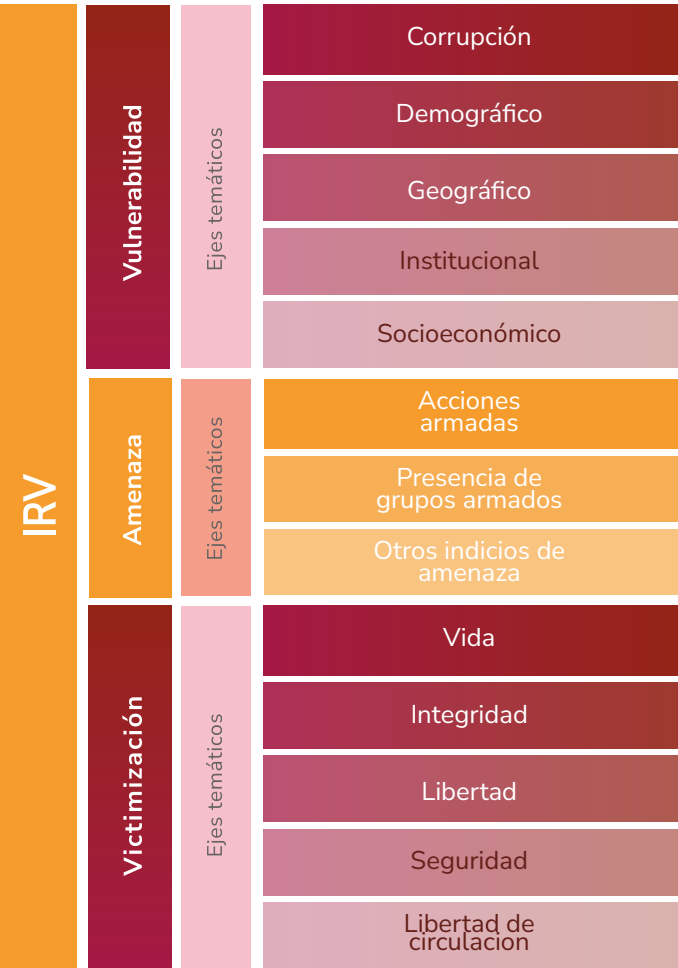 IRV
Vulnerabilidad
Ejes temáticos
Corrupción
Demográfico
Geográfico
Institucional
Socioeconómico
Amenaza
Ejes temáticos
Acciones
armadas
Presencia de
grupos armados
Otros indicios de
amenaza
Victimización
Ejes temáticos
Vida
Integridad
Libertad
Seguridad
Libertad de
circulacion